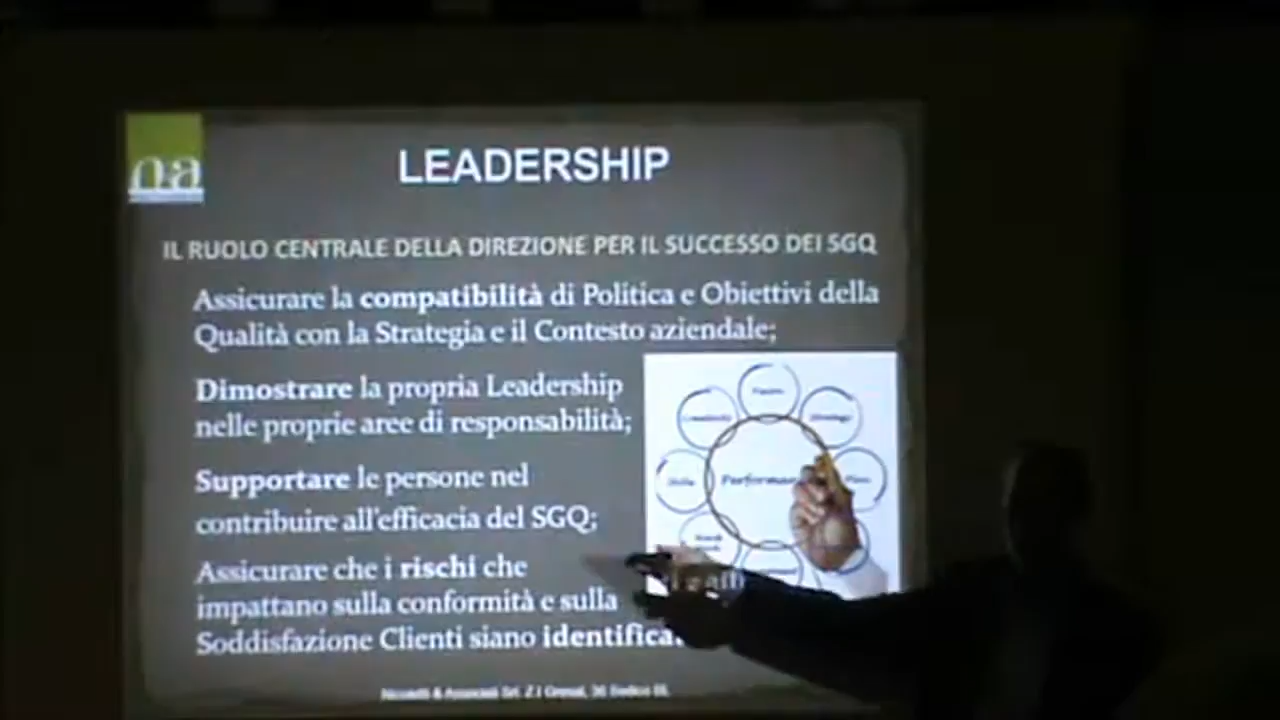 n&a
LEADERSHIP
IL RUOLO CENTRALE DELLA DIREZIONE PER IL SUCCESSO DEI SGQ
Assicurare la compatibilità di Politica e Obiettivi della
Qualità con la Strategia e il Contesto aziendale;
Dimostrare la propria Leadership
nelle proprie aree di responsabilità;
Supportare le persone nel
contribuire all'efficacia del SGQ;
Assicurare che i rischi che
impattano sulla conformità e sulla
Soddisfazione Clienti siano
& Associati Srl